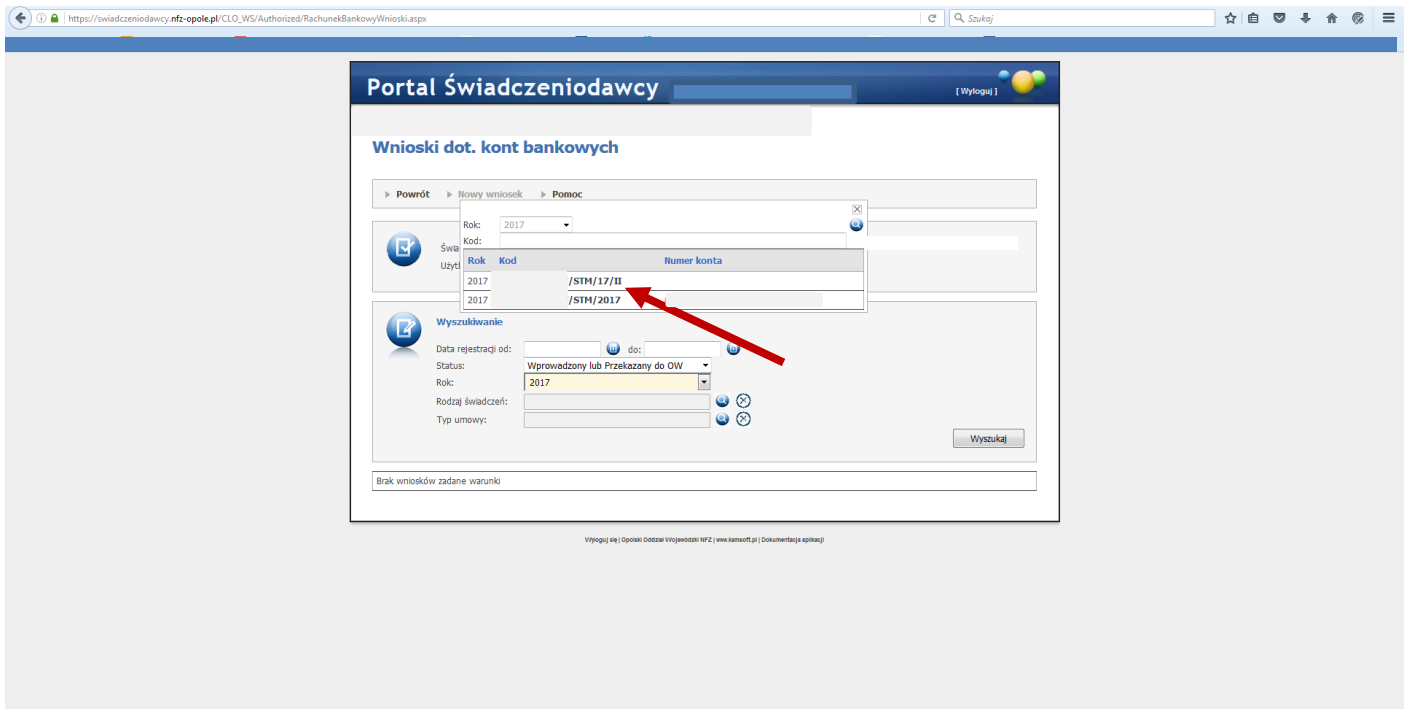 https://swiadczeniodawcy.nfz-opole.pl/CLO_WS/Authorized/RachunekBankowyWnioski.aspx
Szukaj
Portal Świadczeniodawcy
[ Wyloguj ]
Wnioski dot. kont bankowych
Powrót Nowy wniosek Pomoc
Rok: 2017
Kod:
Świa
Użytk
Rok Kod Numer konta
2017 /STM/17/II
2017 /STM/2017
Wyszukiwanie
Data rejestracji od: do:
Status: Wprowadzony lub Przekazany do OW
Rok: 2017
Rodzaj świadczeń:
Typ umowy:
Wyszukaj
Brak wniosków zadane warunki
Wyloguj się | Opolski Oddział Wojewódzki NFZ | www.kamsoft.pl | Dokumentacja aplikacji